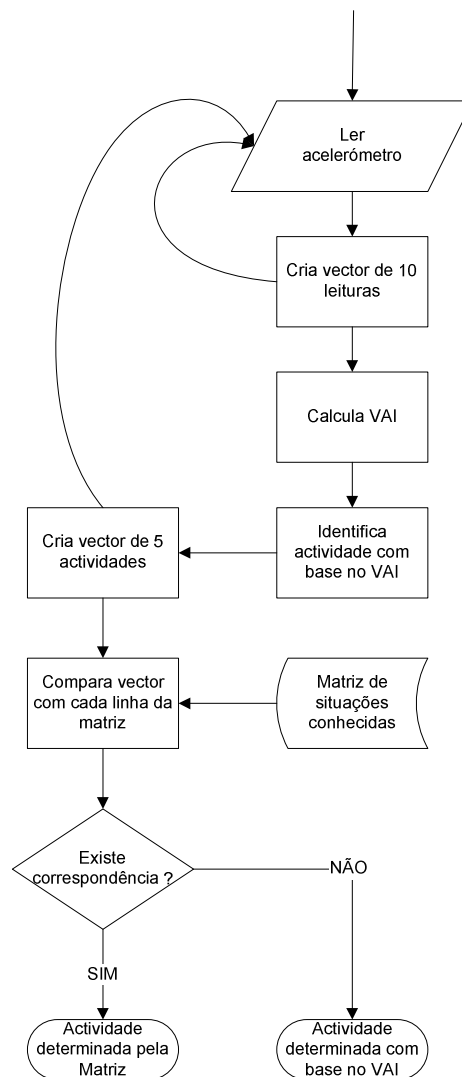 Ler
acelerómetro
Cria vector de 10
leituras
Calcula VAI
Identifica
actividade com
base no VAI
Cria vector de 5
actividades
Compara vector
com cada linha da
matriz
Matriz de
situações
conhecidas
Existe
correspondência ?
NÃO
SIM
Actividade
determinada pela
Matriz
Actividade
determinada com
base no VAI